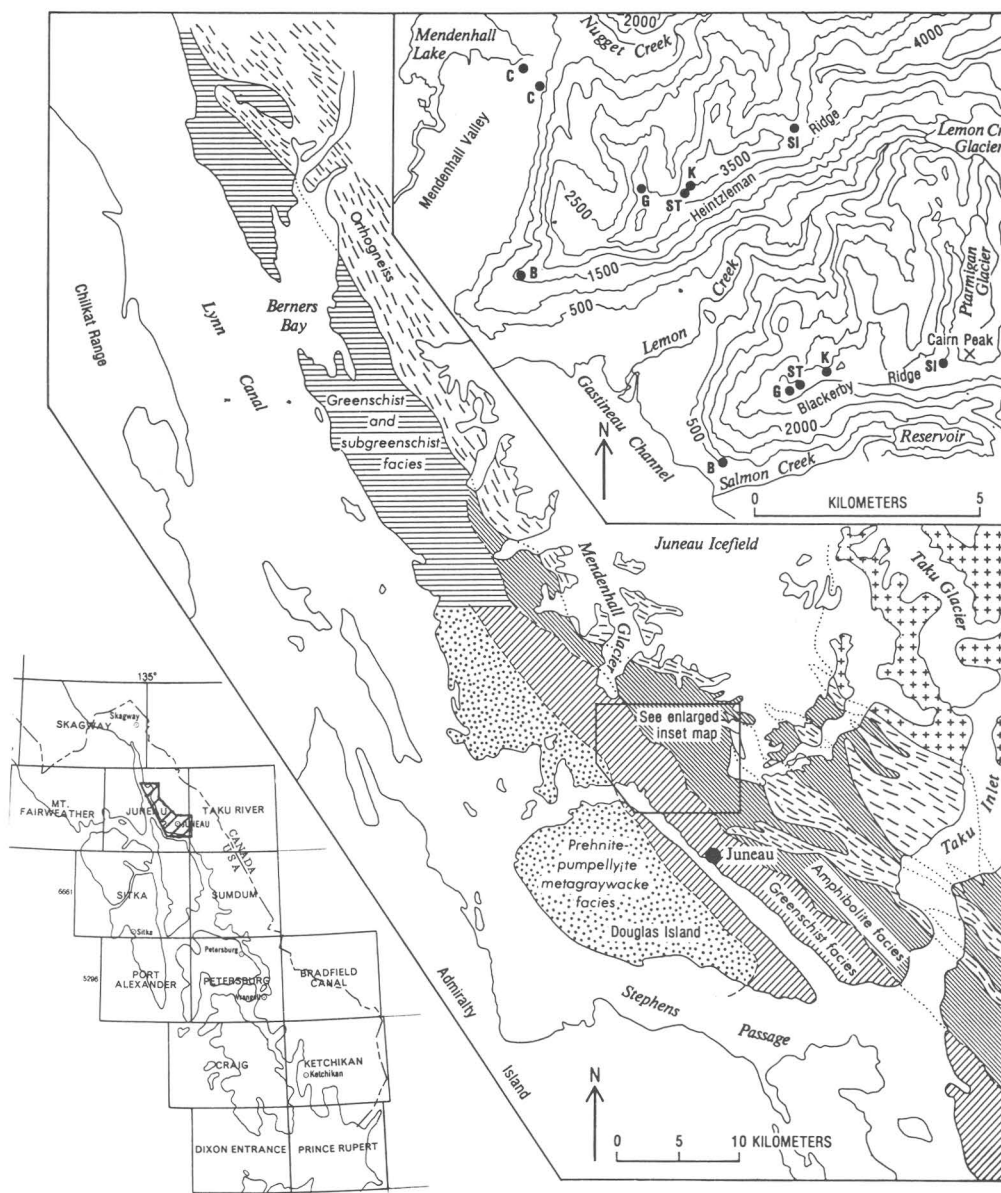 2000
Nugget Creek
4000
Mendenhall
Lake
C
C
Mendenhall Valley
Ridge
SI
Lemon Cr
Glacier
3500
K
G
ST
Heintzleman
2500
B
1500
500
Creek
Lemon
Ptarmigan
Glacier
Cairn Peak
SI
K
ST
G
Ridge
Blackerby
2000
500
Reservoir
B
Salmon Creek
Gastineau Channel
N
0 5
KILOMETERS
Orthogneiss
Chilkat Range
Lynn
Canal
Berners
Bay
Greenschist
and
subgreenschist
facies
Juneau Icefield
Mendenhall
Glacier
Taku Glacier
See enlarged
inset map
Taku Inlet
Juneau
Prehnite-
pumpellyite
metagraywacke
facies
Douglas Island
Amphibolite facies
Greenschist facies
Stephens
Passage
Admiralty
Island
N
0 5 10 KILOMETERS
135°
Skagway
SKAGWAY
MT.
FAIRWEATHER
JUNEAU
JUNEAU
TAKU RIVER
CANADA
USA
6661
SITKA
SUMDUM
Sitka
Petersburg
5296
PORT
ALEXANDER
PETERSBURG
Wrangell
BRADFIELD
CANAL
CRAIG
KETCHIKAN
Ketchikan
DIXON ENTRANCE
PRINCE RUPERT